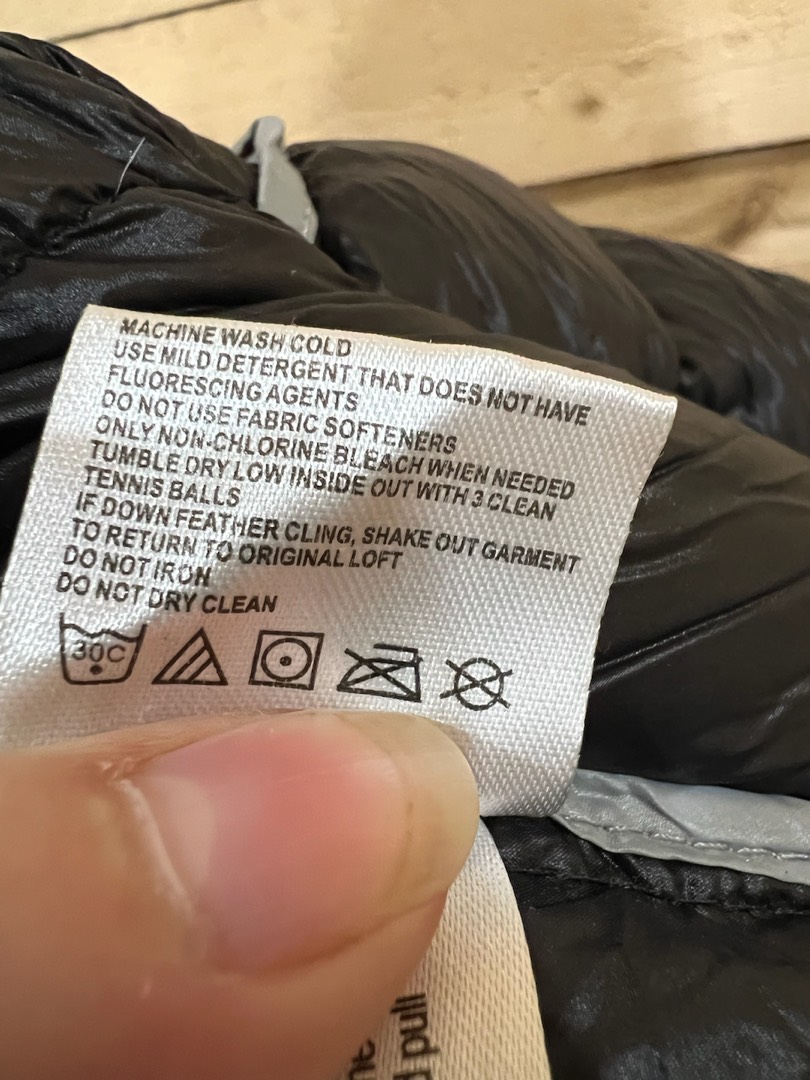 MACHINE WASH COLD
USE MILD DETERGENT THAT DOES NOT HAVE
FLUORESCING AGENTS
DO NOT USE FABRIC SOFTENERS
ONLY NON-CHLORINE BLEACH WHEN NEEDED
TUMBLE DRY LOW INSIDE OUT WITH 3 CLEAN
TENNIS BALLS
IF DOWN FEATHER CLING, SHAKE OUT GARMENT
TO RETURN TO ORIGINAL LOFT
DO NOT IRON
DO NOT DRY CLEAN
30C
pull